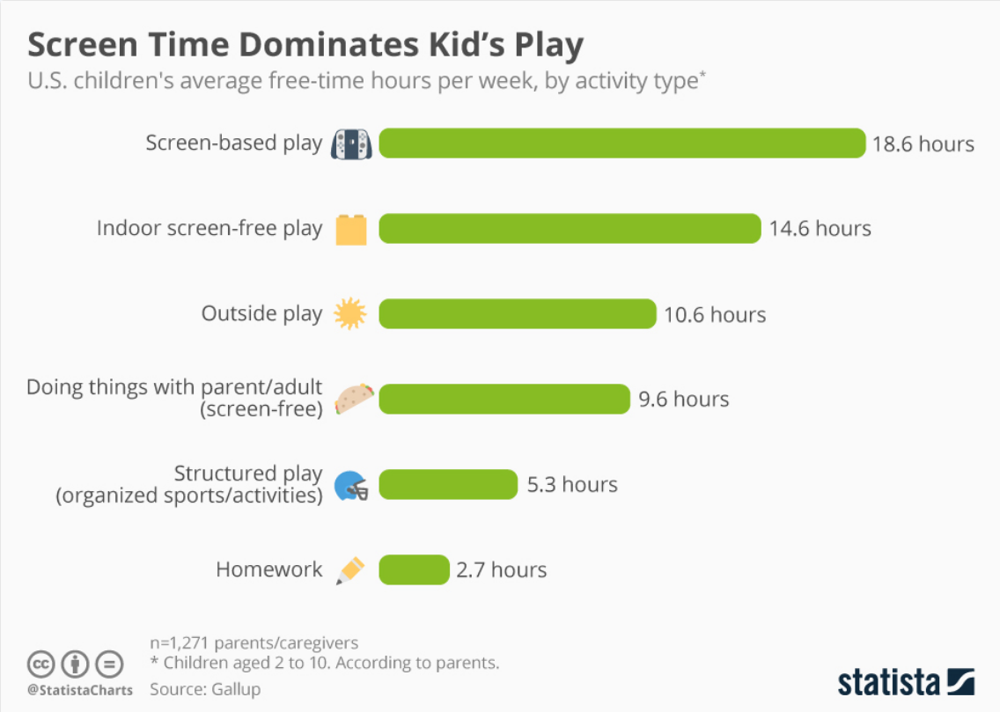 Screen Time Dominates Kid's Play
U.S. children's average free-time hours per week, by activity type*
Screen-based play 18.6 hours
Indoor screen-free play 14.6 hours
Outside play 10.6 hours
Doing things with parent/adult
(screen-free) 9.6 hours
Structured play
(organized sports/activities) 5.3 hours
Homework 2.7 hours
n=1,271 parents/caregivers
* Children aged 2 to 10. According to parents.
cc
@StatistaCharts Source: Gallup
statista